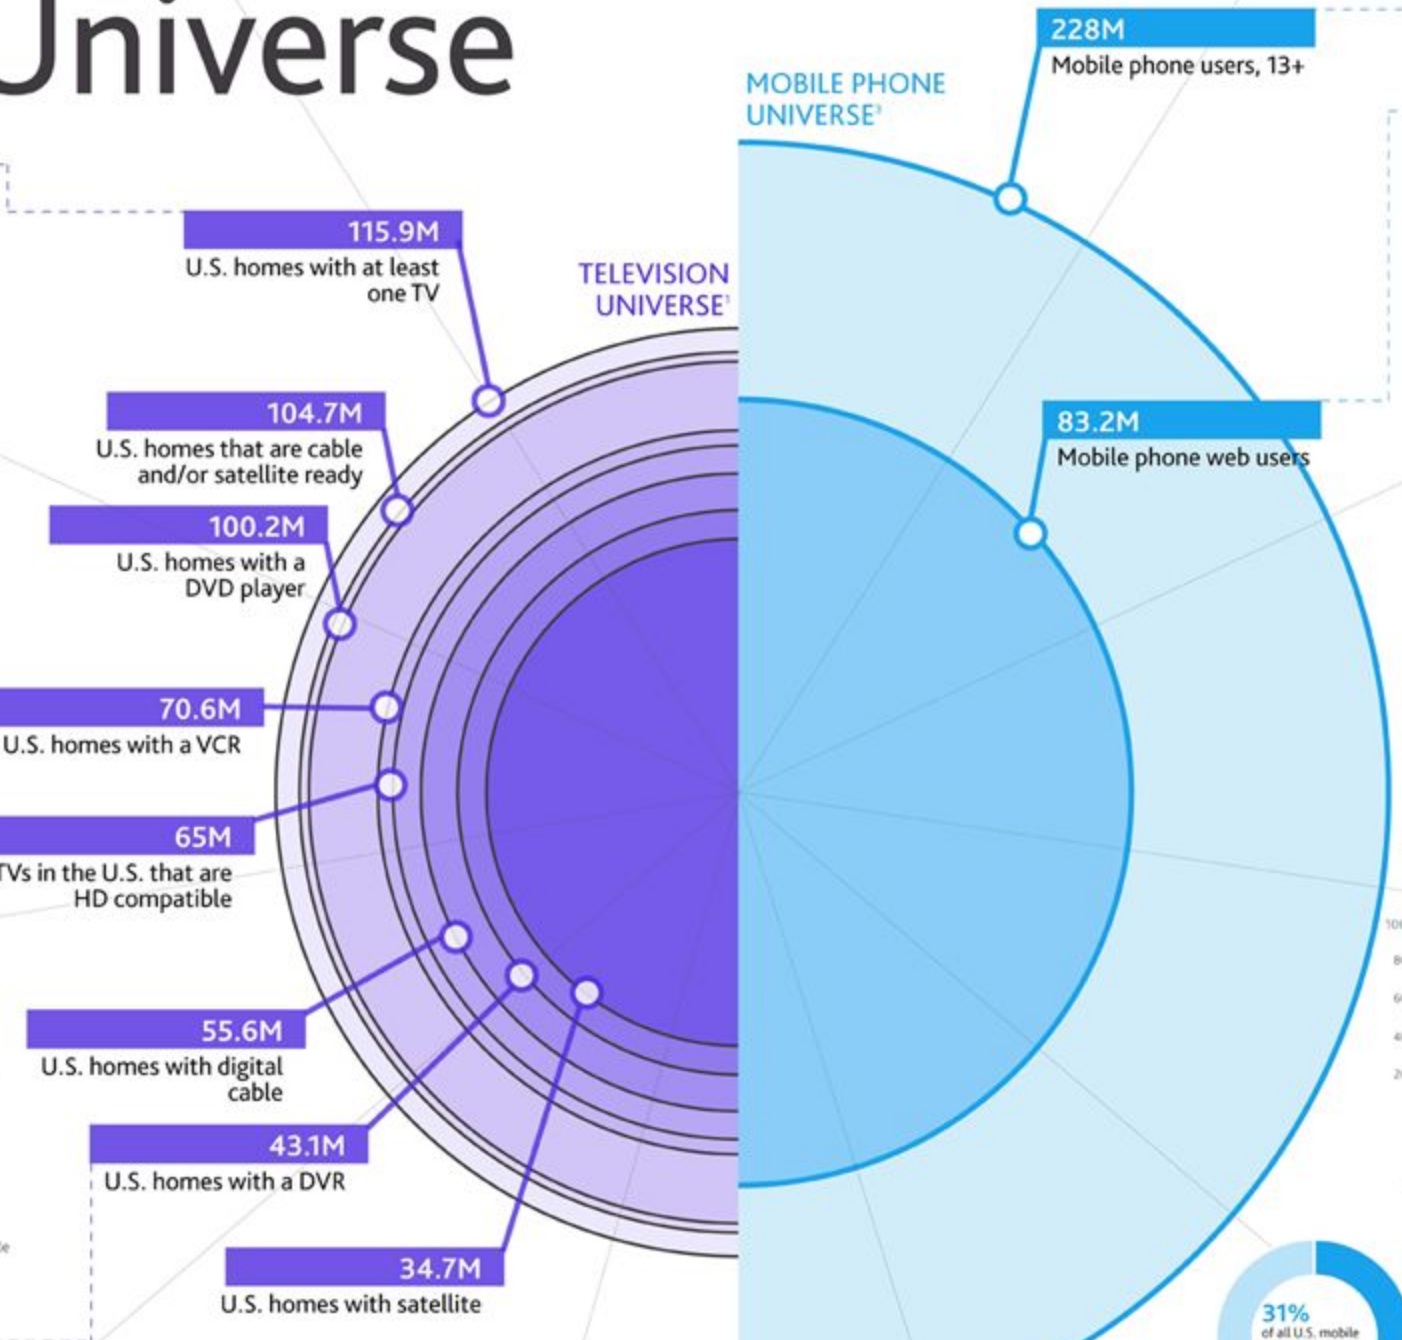 Universe
228M
Mobile phone users, 13+
MOBILE PHONE
UNIVERSE³
115.9M
U.S. homes with at least
one TV
TELEVISION
UNIVERSE¹
104.7M
U.S. homes that are cable
and/or satellite ready
83.2M
Mobile phone web users
100.2M
U.S. homes with a
DVD player
70.6M
U.S. homes with a VCR
65M
TVs in the U.S. that are
HD compatible
55.6M
U.S. homes with digital
cable
43.1M
U.S. homes with a DVR
34.7M
U.S. homes with satellite
31%
of all U.S. mobile